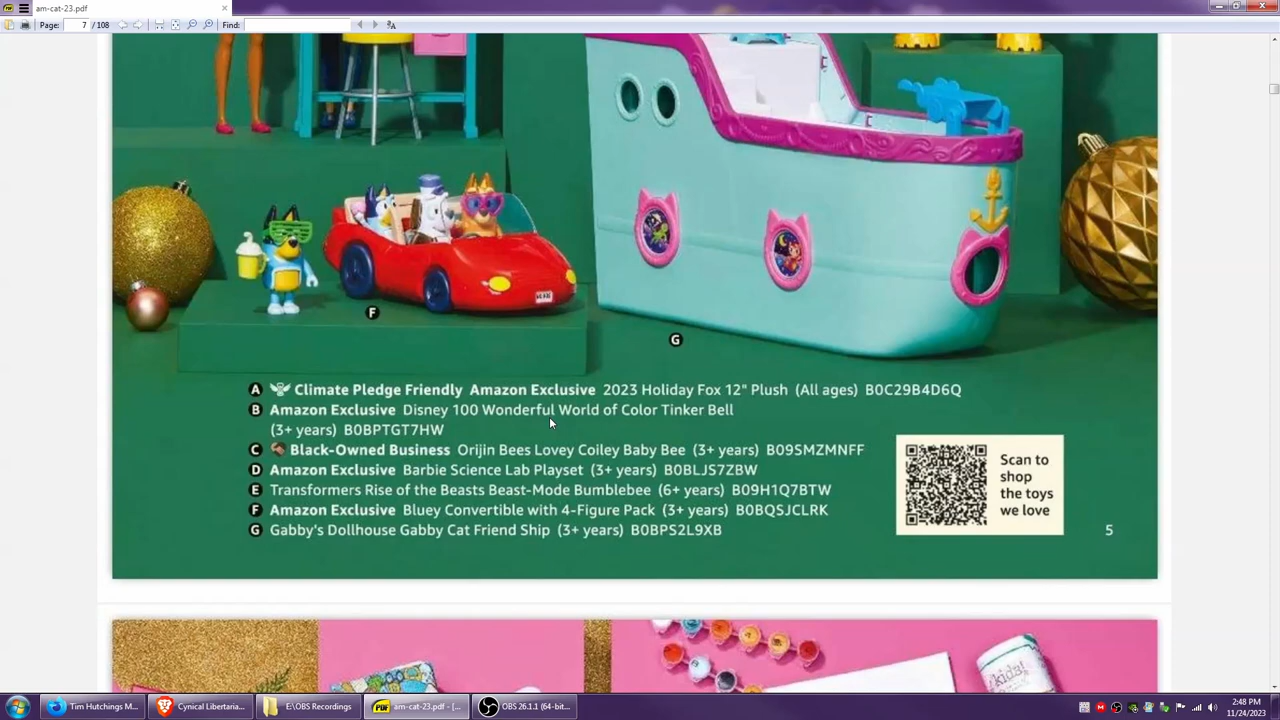 am-cat-23.pdf
Page: 7 / 108 Find:
F
G
A Climate Pledge Friendly Amazon Exclusive 2023 Holiday Fox 12" Plush (All ages) B0C29B4D6Q
B Amazon Exclusive Disney 100 Wonderful World of Color Tinker Bell
(3+ years) B0BPTGT7HW
C Black-Owned Business Orijin Bees Lovey Coiley Baby Bee (3+ years) B09SMZMNFF
D Amazon Exclusive Barbie Science Lab Playset (3+ years) B0BLJS7ZBW
E Transformers Rise of the Beasts Beast-Mode Bumblebee (6+ years) B09H1Q7BTW
F Amazon Exclusive Bluey Convertible with 4-Figure Pack (3+ years) B0BQSJCLRK
G Gabby's Dollhouse Gabby Cat Friend Ship (3+ years) B0BPS2L9XB
Scan to
shop
the toys
we love
5
kids
Tim Hutchings M... Cynical Libertaria... E:\OBS Recordings am-cat-23.pdf - [... OBS 26.1.1 (64-bit... 2:48 PM
11/24/2023